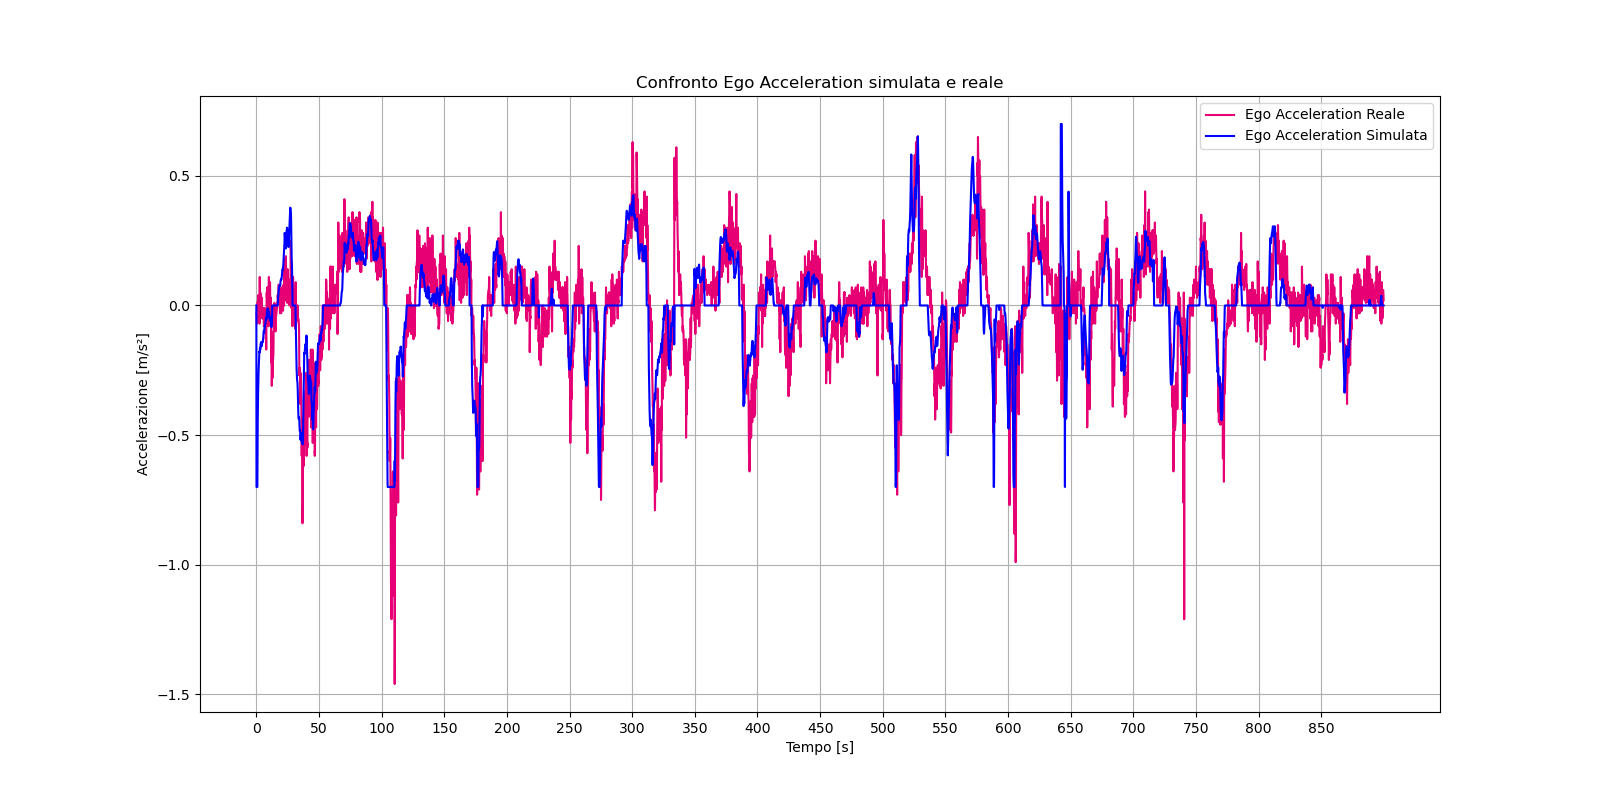 Confronto Ego Acceleration simulata e reale
Ego Acceleration Reale
Ego Acceleration Simulata
Accelerazione [m/s²]
0.5
0.0
−0.5
−1.0
−1.5
0 50 100 150 200 250 300 350 400 450 500 550 600 650 700 750 800 850
Tempo [s]